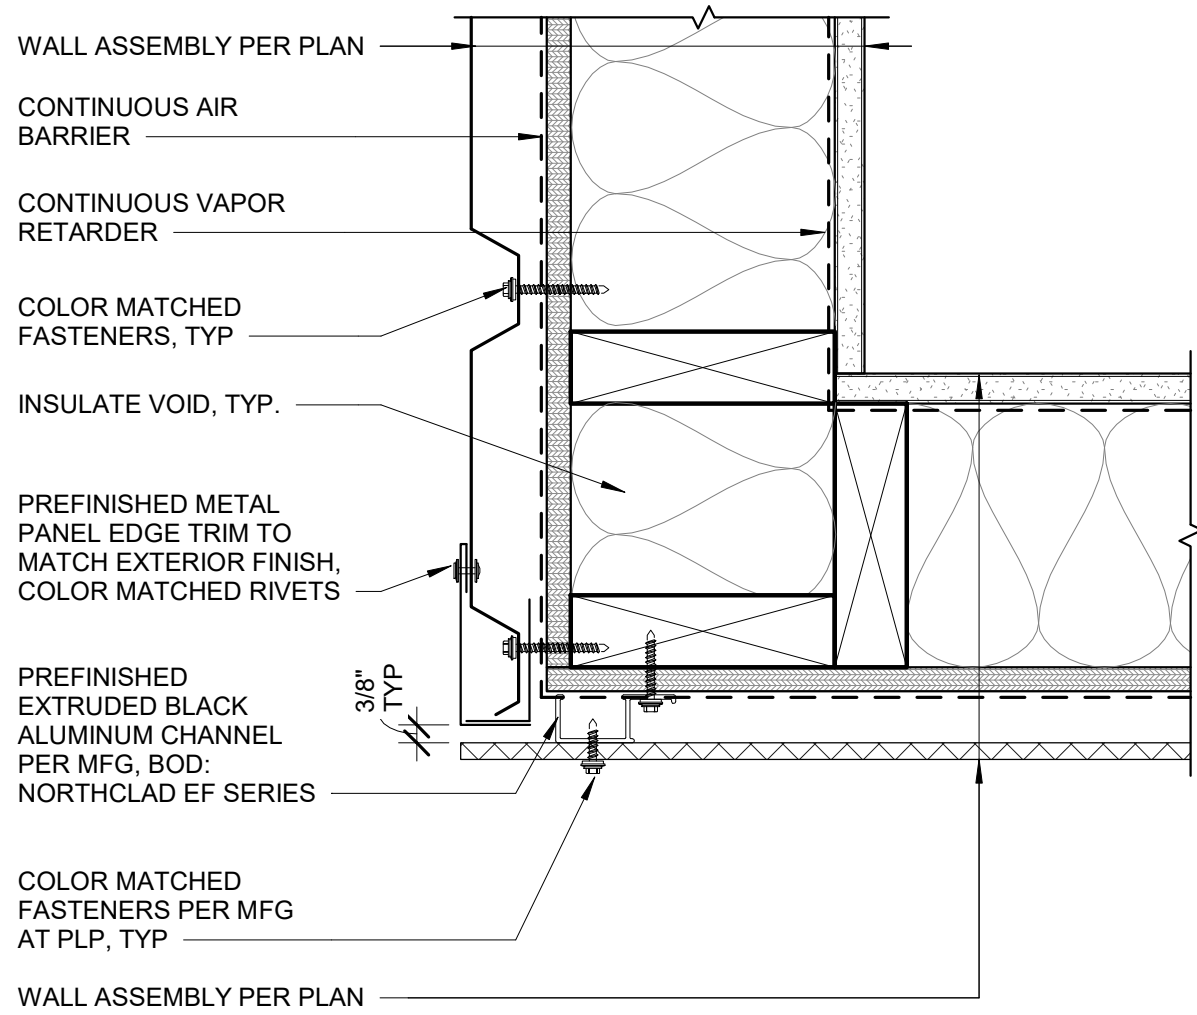 WALL ASSEMBLY PER PLAN
CONTINUOUS AIR
BARRIER
CONTINUOUS VAPOR
RETARDER
COLOR MATCHED
FASTENERS, TYP
INSULATE VOID, TYP.
PREFINISHED METAL
PANEL EDGE TRIM TO
MATCH EXTERIOR FINISH,
COLOR MATCHED RIVETS
PREFINISHED
EXTRUDED BLACK
ALUMINUM CHANNEL
PER MFG, BOD:
NORTHCLAD EF SERIES
3/8"
TYP
COLOR MATCHED
FASTENERS PER MFG
AT PLP, TYP
WALL ASSEMBLY PER PLAN